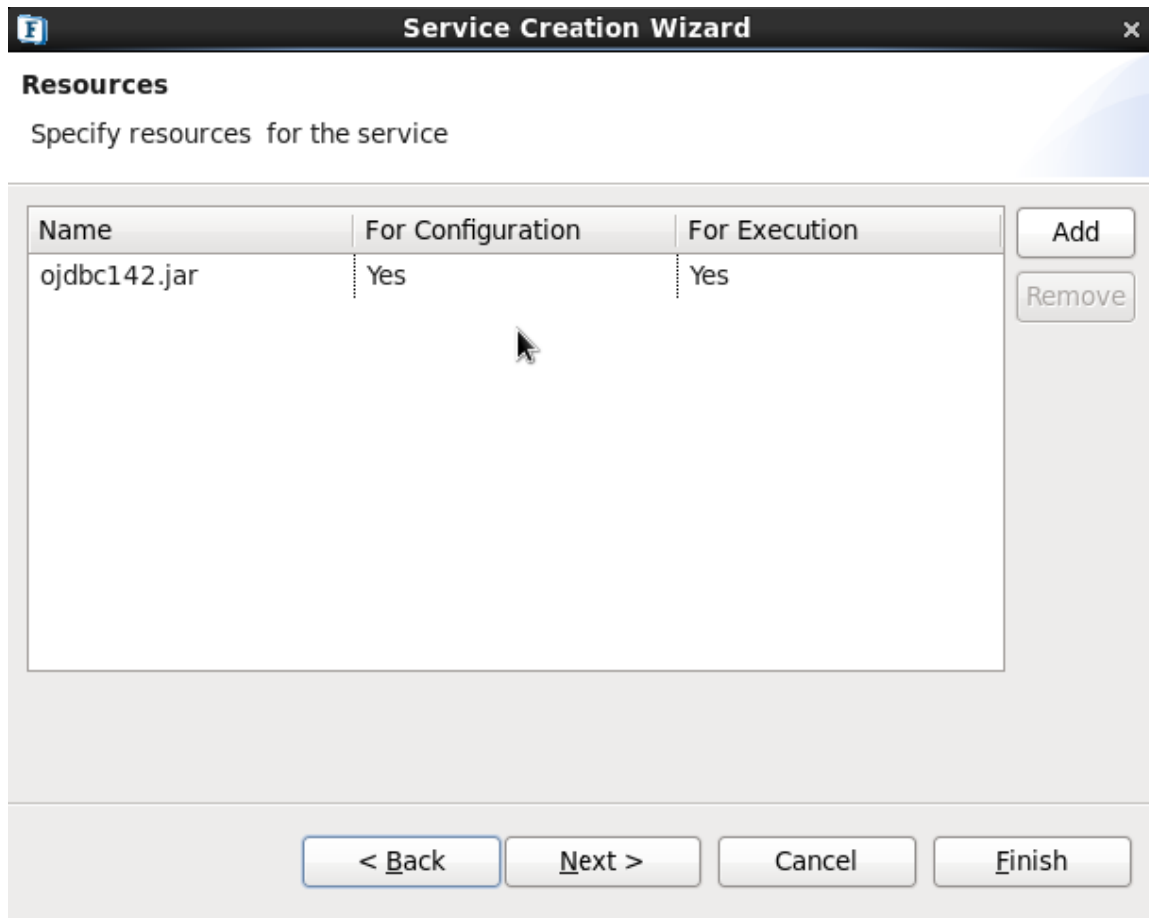 Service Creation Wizard
Resources
Specify resources for the service
Name For Configuration For Execution
ojdbc142.jar Yes Yes
Add
Remove
< Back Next > Cancel Finish